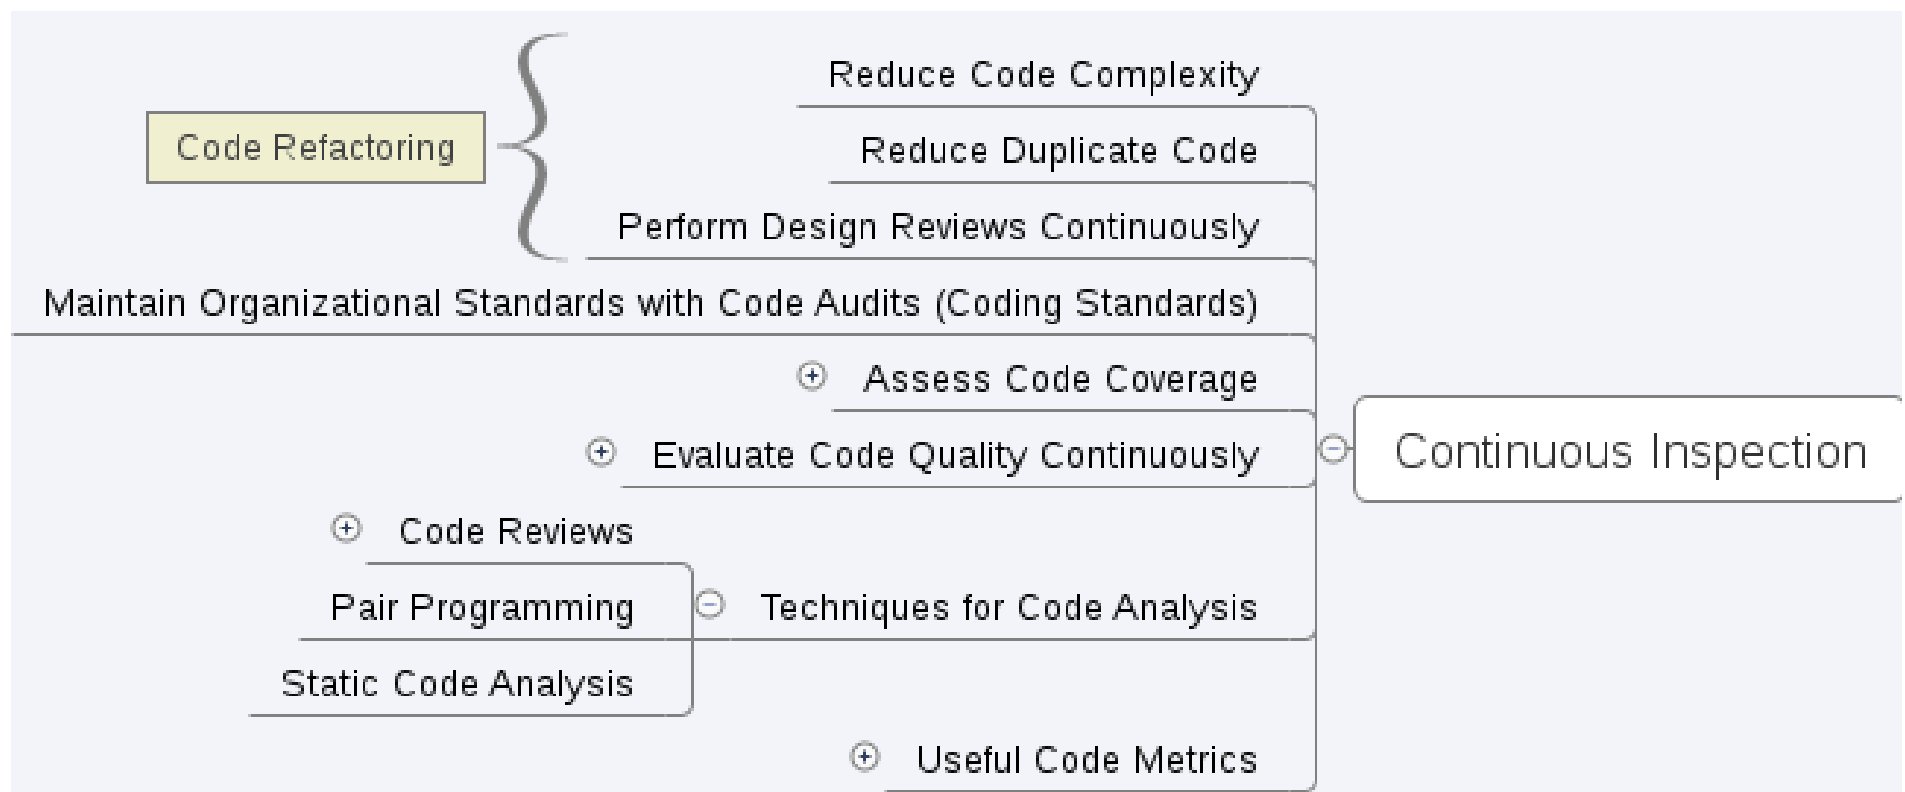 Reduce Code Complexity
Code Refactoring
Reduce Duplicate Code
Perform Design Reviews Continuously
Maintain Organizational Standards with Code Audits (Coding Standards)
Assess Code Coverage
Evaluate Code Quality Continuously
Continuous Inspection
Code Reviews
Pair Programming
Techniques for Code Analysis
Static Code Analysis
Useful Code Metrics